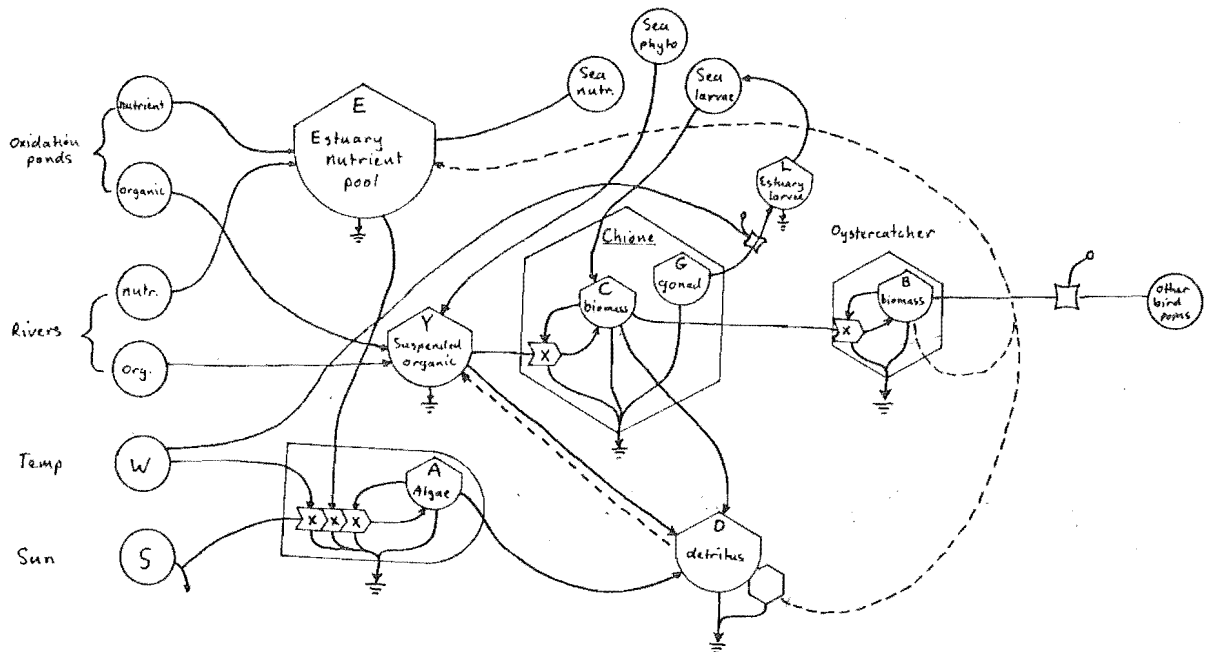 Sea
phyto
Sea
nutr.
Sea
larvae
nutrient
Oxidation
ponds
organic
E
Estuary
nutrient
pool
L
Estuary
larvae
Chione
G
gonad
C
biomass
X
Oystercatcher
B
biomass
X
Other
bird
popns
nutr.
Rivers
org.
Y
Suspended
organic
Temp
W
A
Algae
X X X
Sun
S
D
detritus